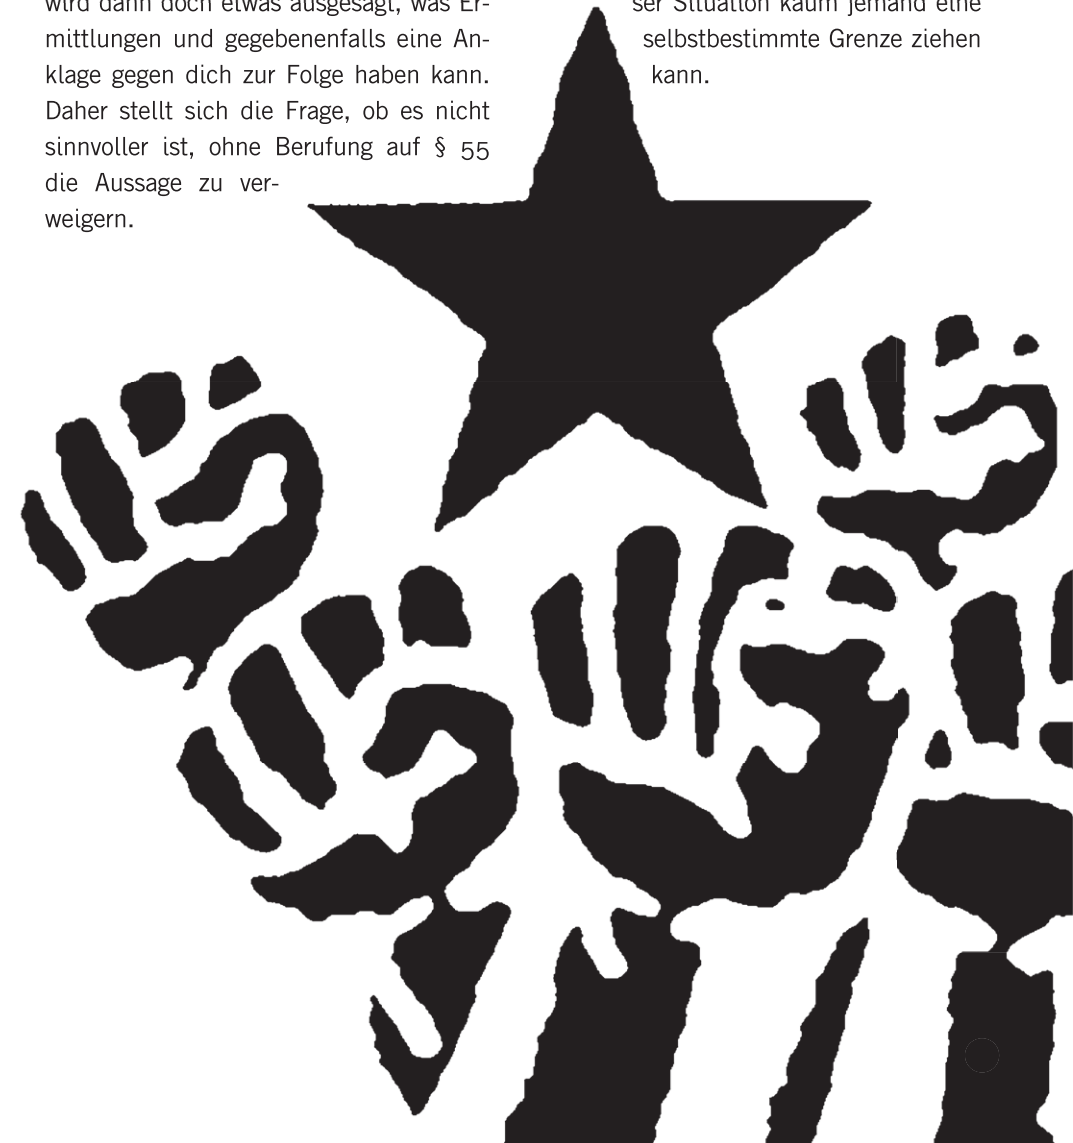 wird dann doch etwas ausgesagt, was Er-
mittlungen und gegebenenfalls eine An-
klage gegen dich zur Folge haben kann.
Daher stellt sich die Frage, ob es nicht
sinnvoller ist, ohne Berufung auf § 55
die Aussage zu ver-
weigern.
ser Situation kaum jemand eine
selbstbestimmte Grenze ziehen
kann.